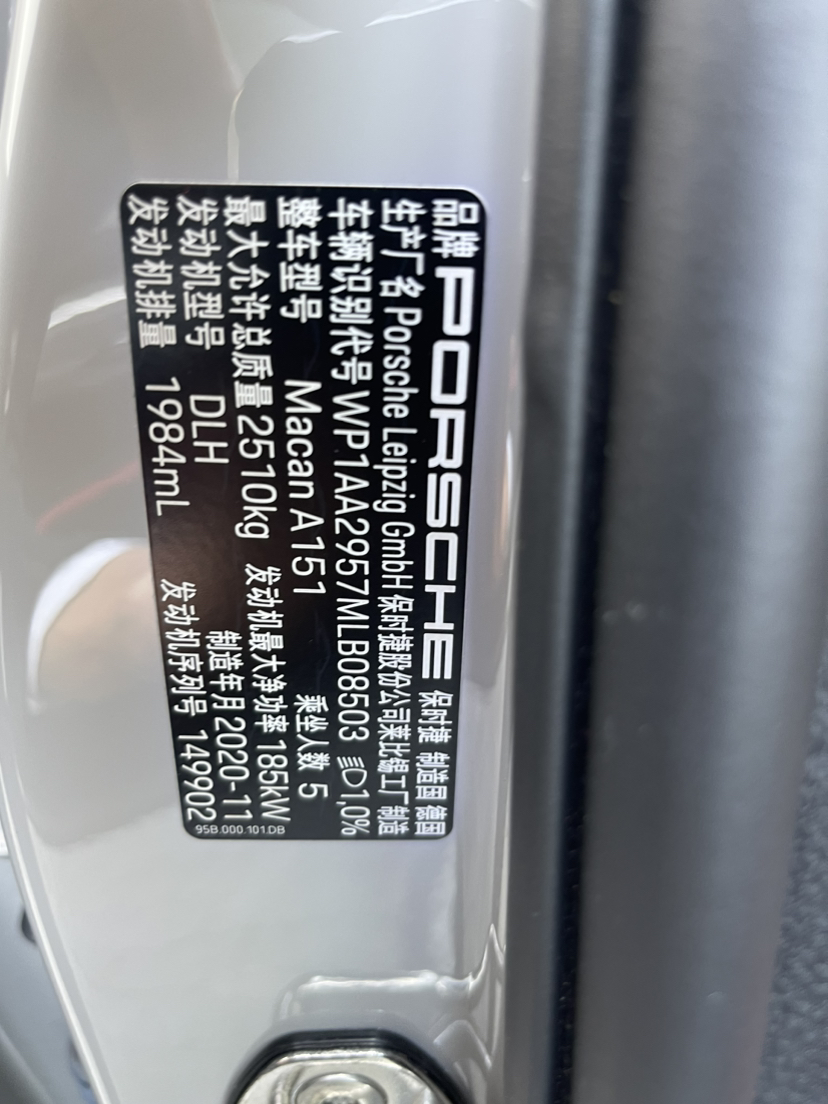 品牌 PORSCHE 保时捷 制造国 德国
生产厂名 Porsche Leipzig GmbH 保时捷股份公司莱比锡工厂制造
车辆识别代号 WP1AA2957MLB08503 1,0%
整车型号 Macan A151 乘坐人数 5
最大允许总质量 2510kg 发动机最大净功率 185kW
发动机型号 DLH 制造年月 2020-11
发动机排量 1984mL 发动机序列号 149902
95B.000.101.DB